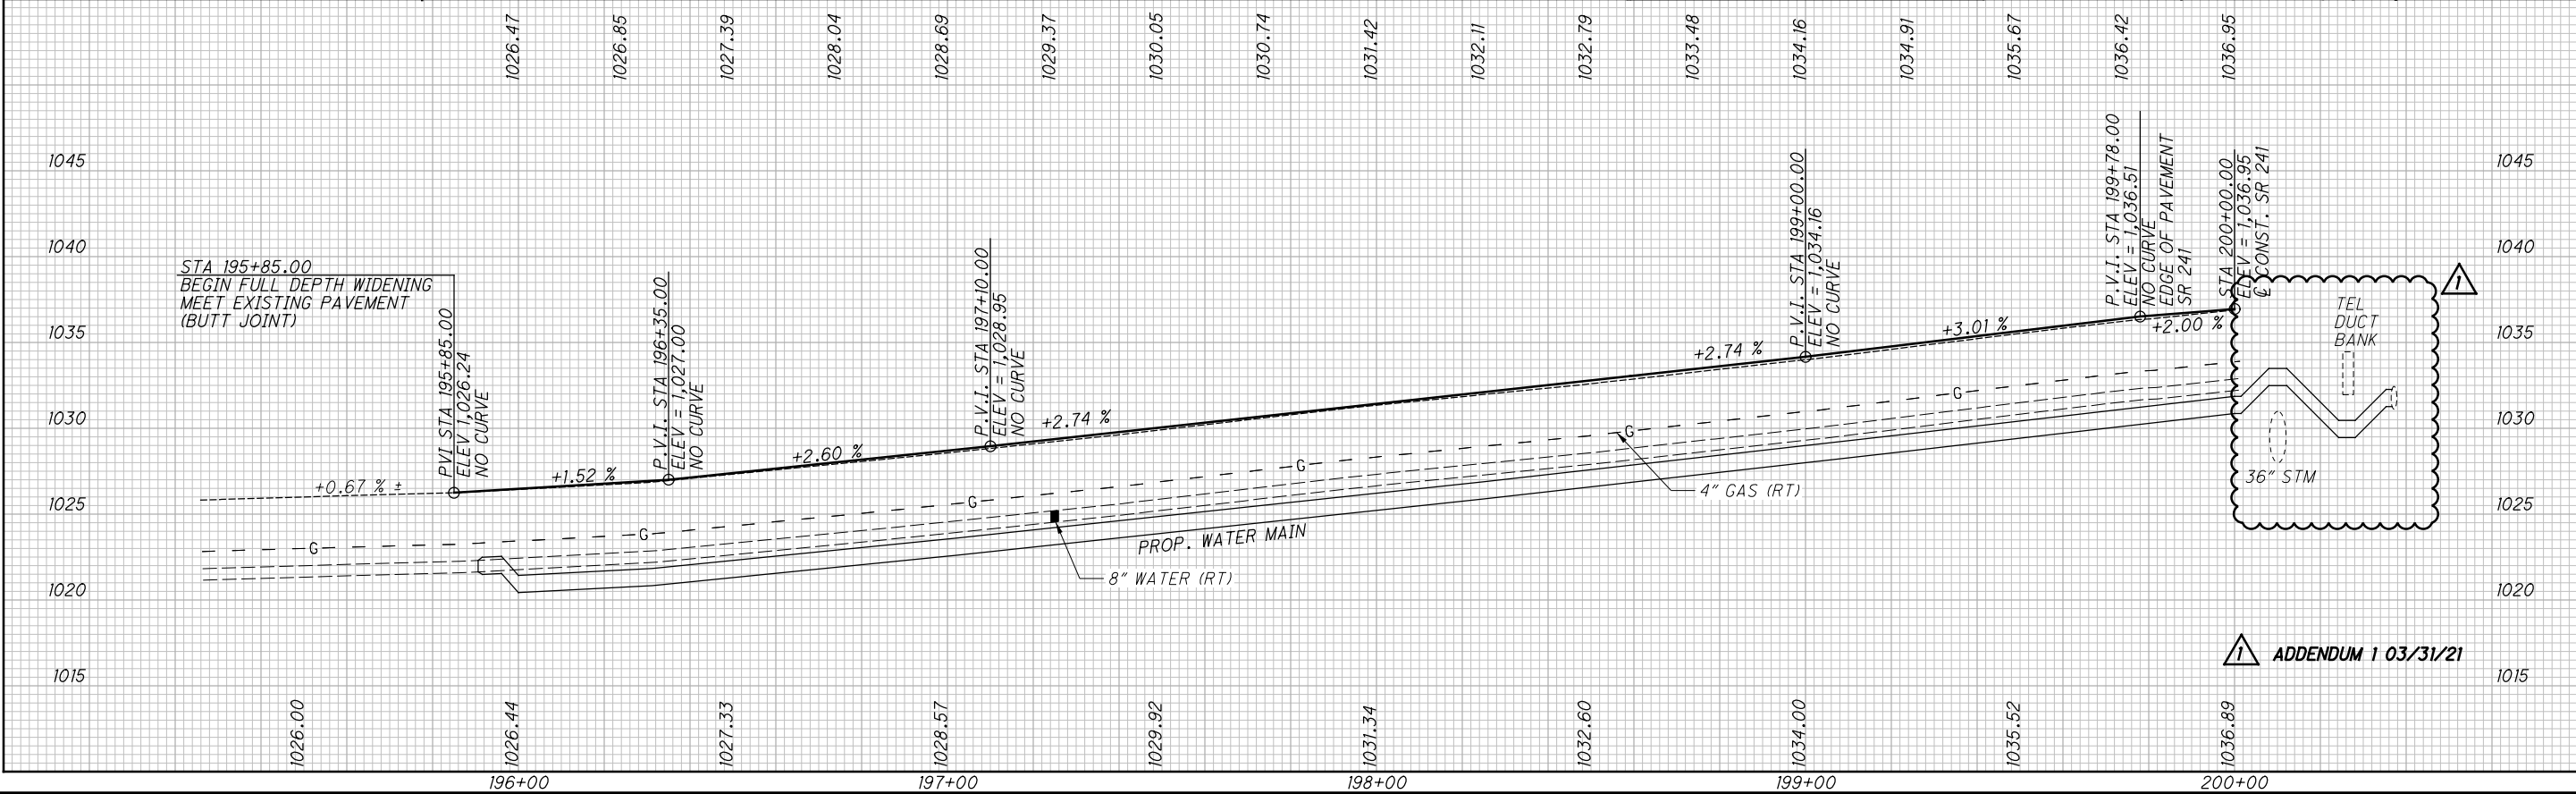 1026.47
1026.85
1027.39
1028.04
1028.69
1029.37
1030.05
1030.74
1031.42
1032.11
1032.79
1033.48
1034.16
1034.91
1035.67
1036.42
1036.95
1045
1045
1040
1040
1035
1035
1030
1030
1025
1025
1020
1020
1015
1015
STA 195+85.00
BEGIN FULL DEPTH WIDENING
MEET EXISTING PAVEMENT
(BUTT JOINT)
PVI STA 195+85.00
ELEV 1,026.24
NO CURVE
P.V.I. STA 196+35.00
ELEV = 1,027.00
NO CURVE
P.V.I. STA 197+10.00
ELEV = 1,028.95
NO CURVE
P.V.I. STA 199+00.00
ELEV = 1,034.16
NO CURVE
P.V.I. STA 199+78.00
ELEV = 1,036.51
NO CURVE
EDGE OF PAVEMENT
SR 241
STA 200+00.00
ELEV = 1,036.95
℄ CONST. SR 241
+0.67 % ±
+1.52 %
+2.60 %
+2.74 %
+2.74 %
+3.01 %
+2.00 %
G
G
G
G
G
G
TEL
DUCT
BANK
36" STM
1
4" GAS (RT)
PROP. WATER MAIN
8" WATER (RT)
1 ADDENDUM 1 03/31/21
1026.00
1026.44
1027.33
1028.57
1029.92
1031.34
1032.60
1034.00
1035.52
1036.89
196+00
197+00
198+00
199+00
200+00